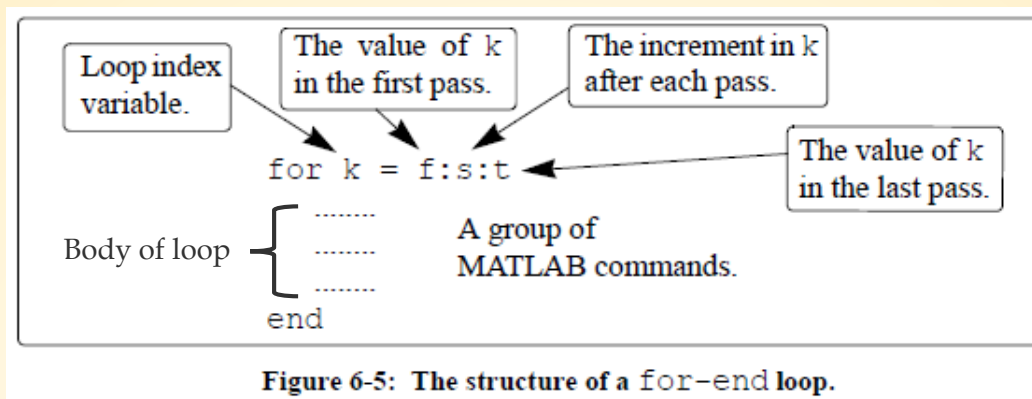 Loop index
variable.
The value of k
in the first pass.
The increment in k
after each pass.
for k = f:s:t
The value of k
in the last pass.
Body of loop
........
........
........
A group of
MATLAB commands.
end
Figure 6-5: The structure of a for-end loop.